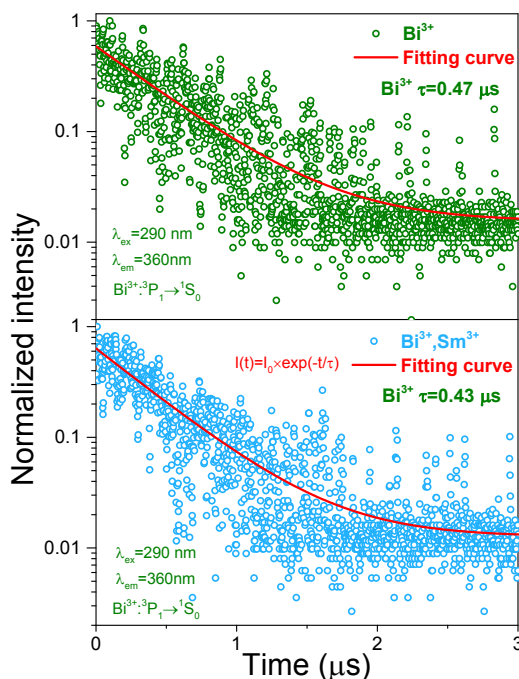 Normalized intensity
1
0.1
0.01
Bi³⁺
Fitting curve
Bi³⁺ τ=0.47 μs
λex=290 nm
λem=360nm
Bi³⁺:³P₁→¹S₀
1
0.1
0.01
Bi³⁺,Sm³⁺
I(t)=I₀×exp(-t/τ) Fitting curve
Bi³⁺ τ=0.43 μs
λex=290 nm
λem=360nm
Bi³⁺:³P₁→¹S₀
0 1 2 3
Time (μs)